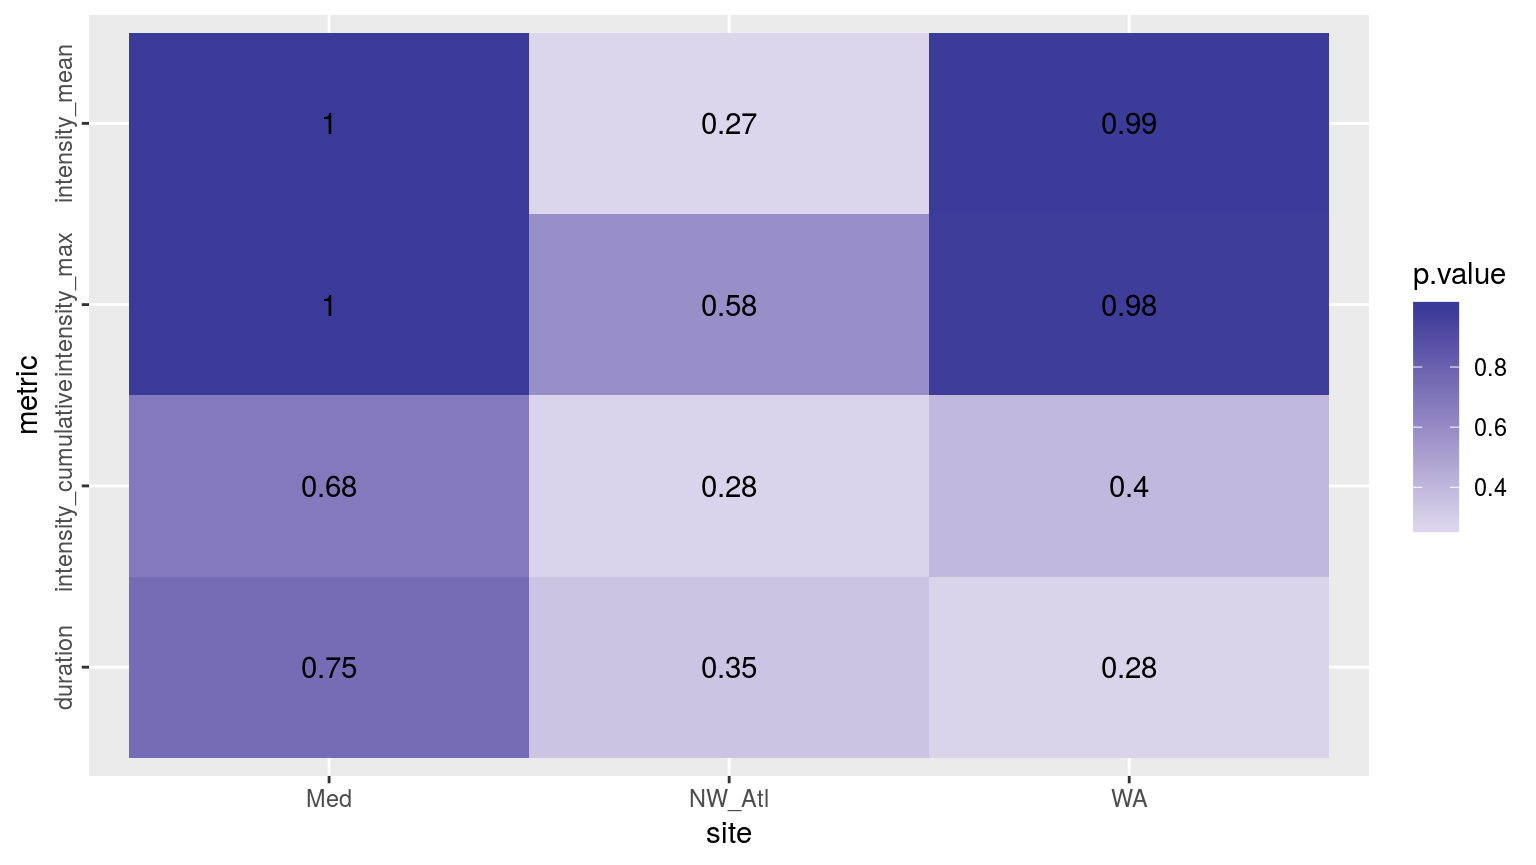 metric
intensity_mean
1 0.27 0.99
intensity_max
1 0.58 0.98
intensity_cumulative
0.68 0.28 0.4
duration
0.75 0.35 0.28
Med NW_Atl WA
site
p.value
0.8
0.6
0.4